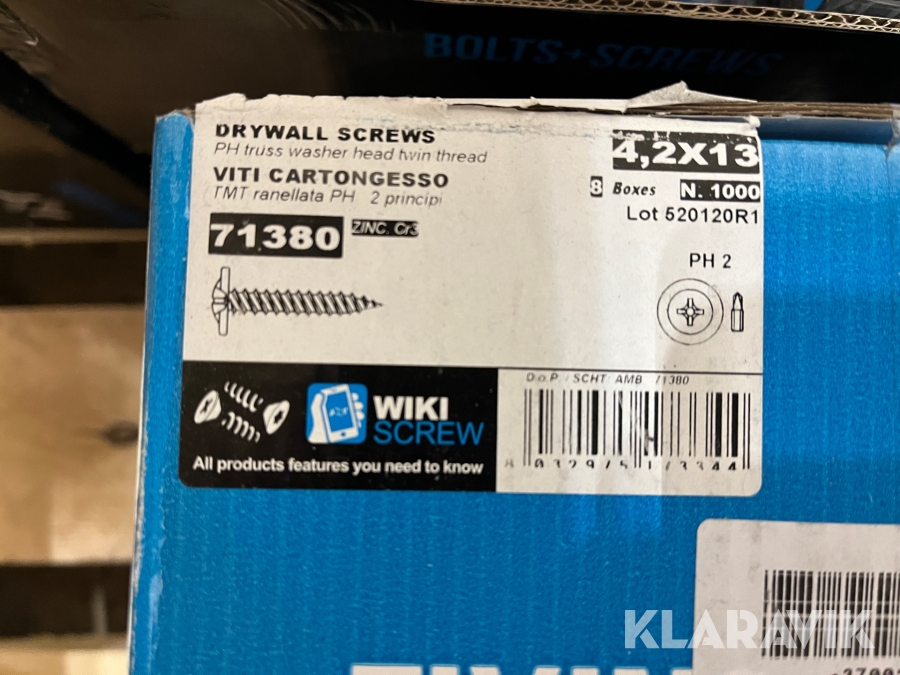 BOLTS+SCREWS
DRYWALL SCREWS
PH truss washer head twin thread
VITI CARTONGESSO
TMT ranellata PH 2 principi
71380 ZINC. Cr3
4,2X13
8 Boxes N. 1000
Lot 520120R1
PH 2
WIKI
SCREW
All products features you need to know
D.o.P. / SCHT. AMB. 71380
KLARAVIK